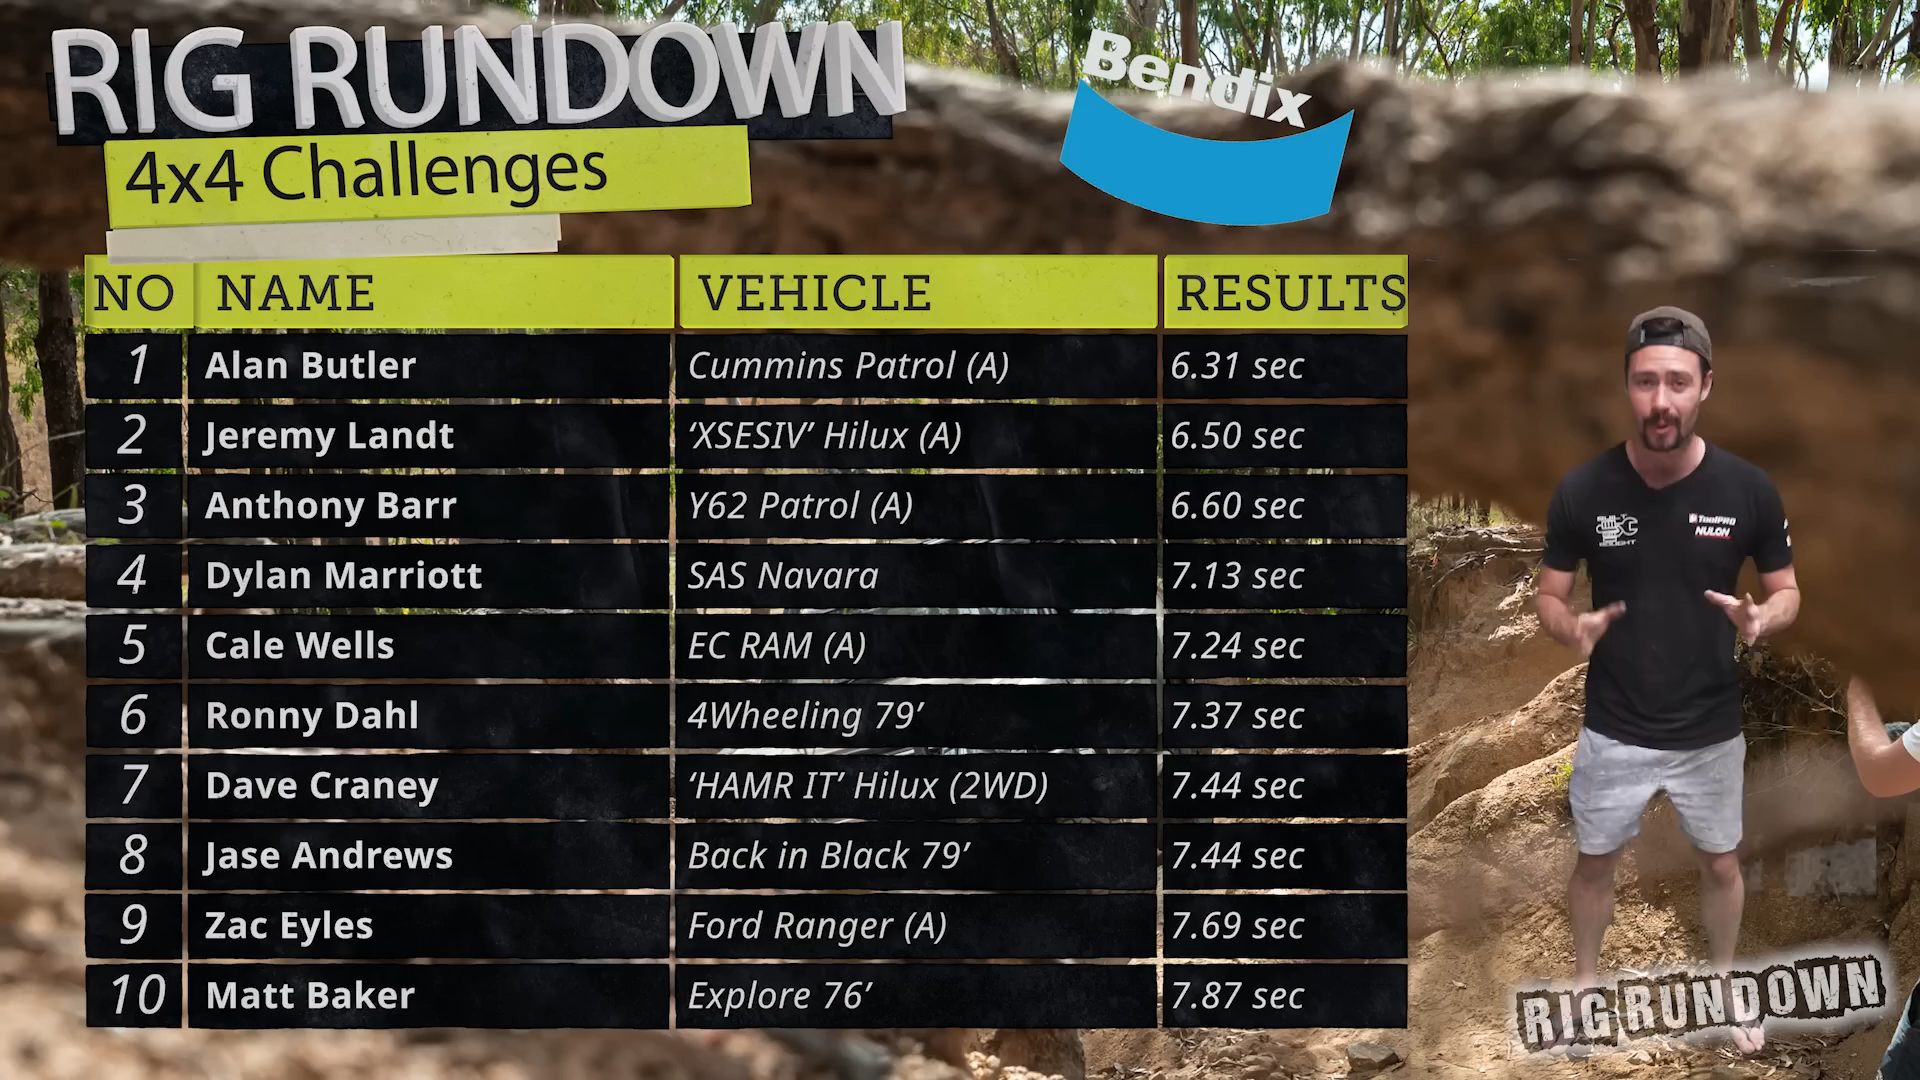 RIG RUNDOWN
Bendix
4x4 Challenges
NO NAME VEHICLE RESULTS
1 Alan Butler Cummins Patrol (A) 6.31 sec
2 Jeremy Landt ‘XSESIV’ Hilux (A) 6.50 sec
3 Anthony Barr Y62 Patrol (A) 6.60 sec
4 Dylan Marriott SAS Navara 7.13 sec
5 Cale Wells EC RAM (A) 7.24 sec
6 Ronny Dahl 4Wheeling 79’ 7.37 sec
7 Dave Craney ‘HAMR IT’ Hilux (2WD) 7.44 sec
8 Jase Andrews Back in Black 79’ 7.44 sec
9 Zac Eyles Ford Ranger (A) 7.69 sec
10 Matt Baker Explore 76’ 7.87 sec
ToolPRO
NULON
RIG RUNDOWN